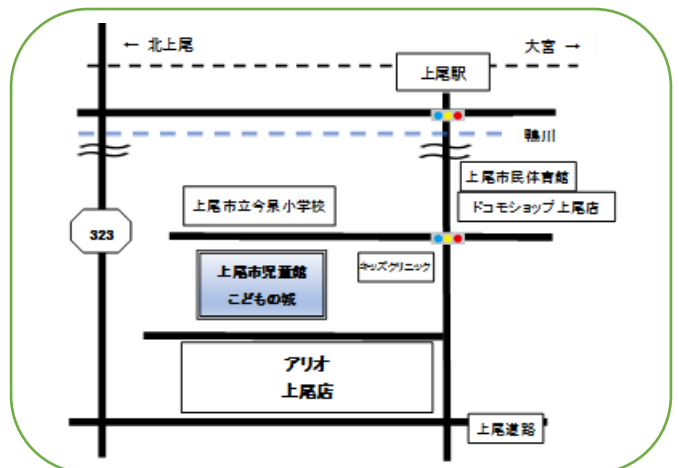 ← 北上尾
大宮 →
上尾駅
鴨川
上尾市民体育館
上尾市立今泉小学校
ドコモショップ上尾店
323
上尾市児童館
こどもの城
キッズクリニック
アリオ
上尾店
上尾道路